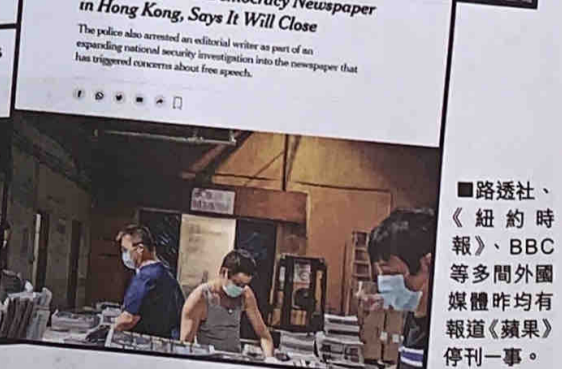 in Hong Kong, Says It Will Close
The police also arrested an editorial writer as part of an
expanding national security investigation into the newspaper that
has triggered concerns about free speech.
■路透社、
《紐約時
報》、BBC
等多間外國
媒體昨均有
報道《蘋果》
停刊一事。